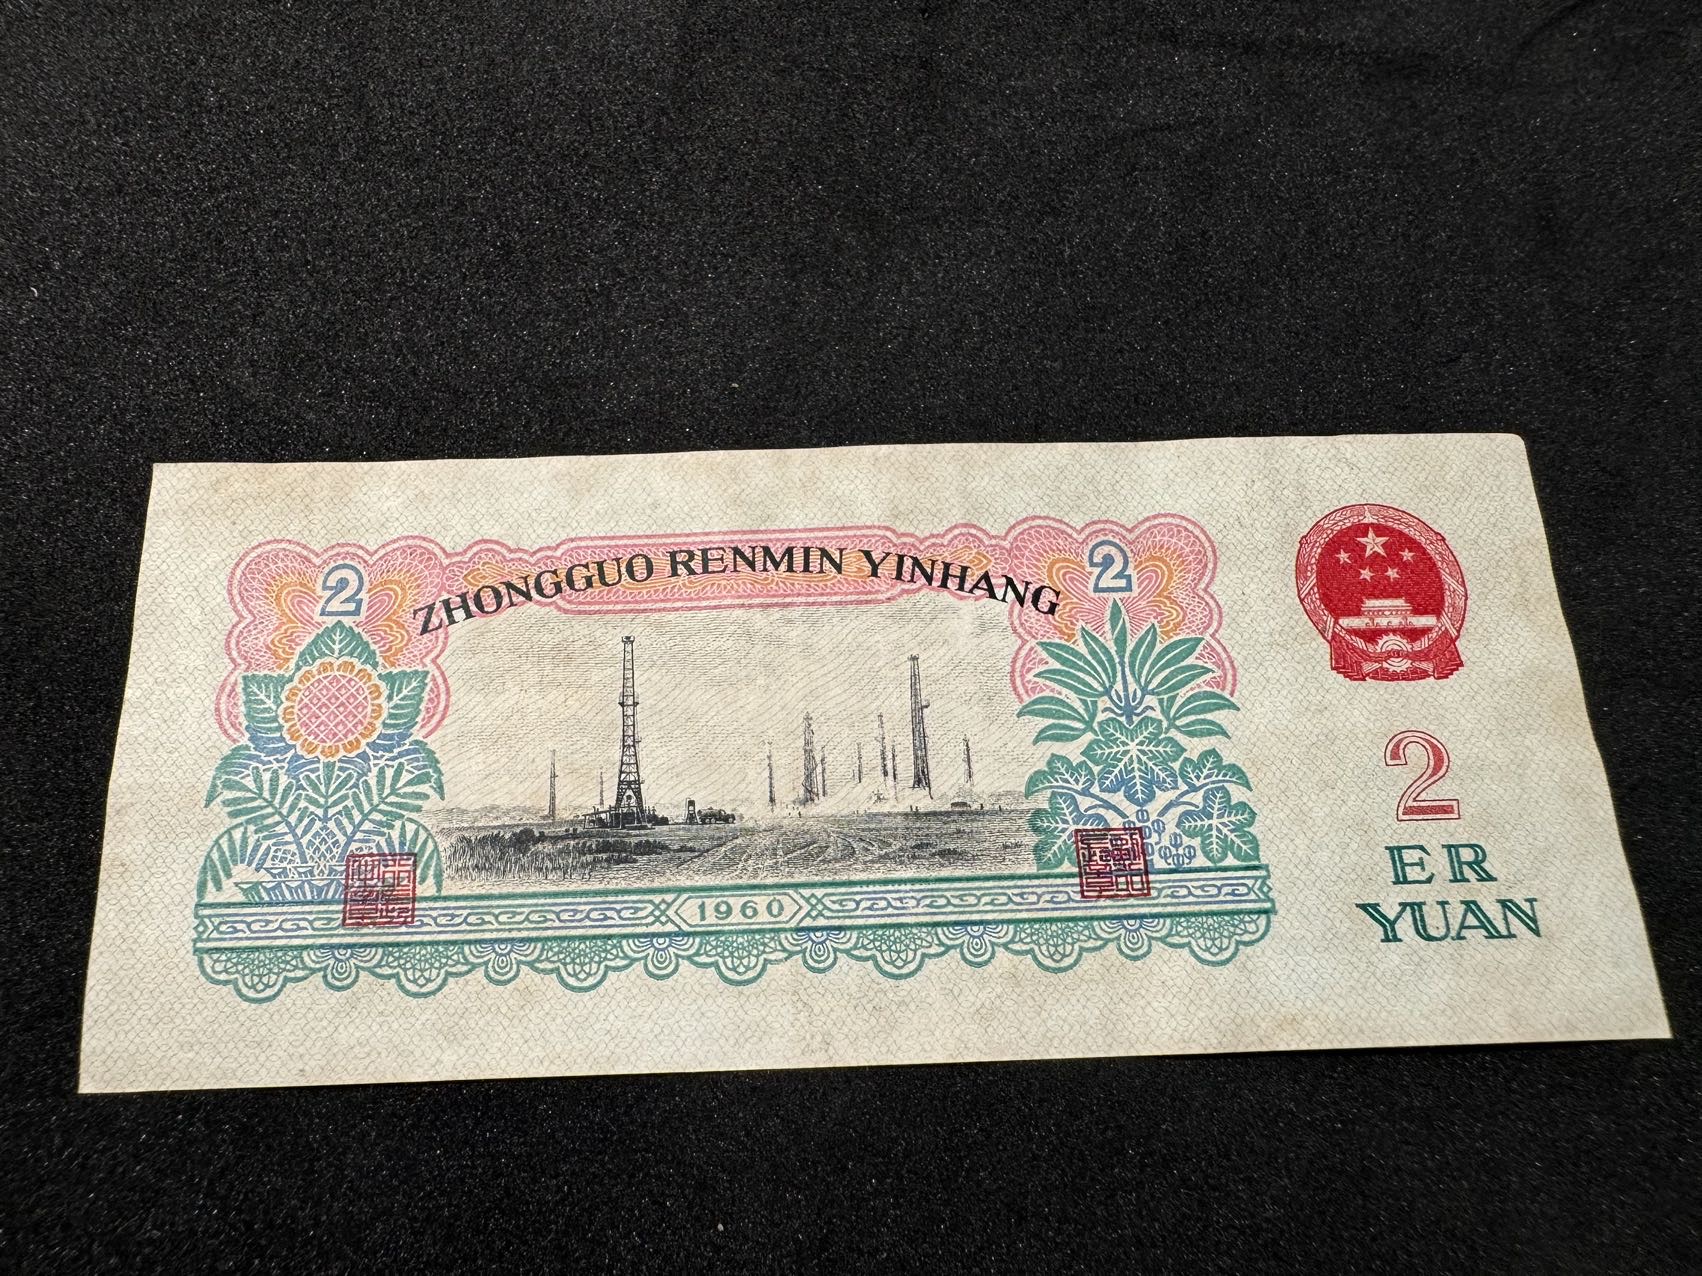 ZHONGGUO RENMIN YINHANG
2
2
1960
2
ER
YUAN